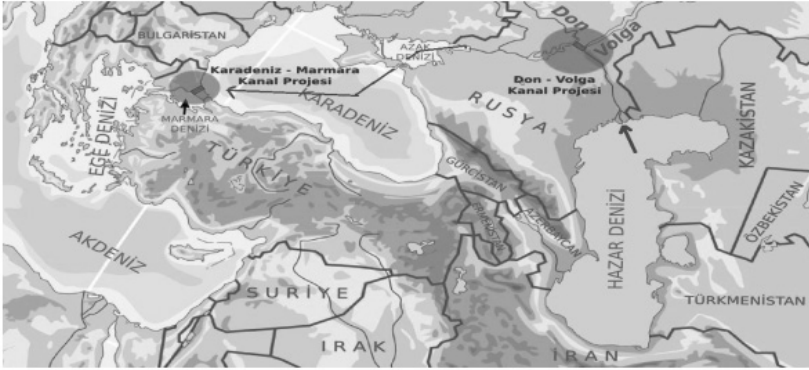 BULGARİSTAN
AZAK
DENİZİ
Don
Volga
Karadeniz - Marmara
Kanal Projesi
Don - Volga
Kanal Projesi
MARMARA
DENİZİ
EGE DENİZİ
KARADENİZ
RUSYA
KAZAKİSTAN
TÜRKİYE
GÜRCİSTAN
ERMENİSTAN
AZERBAYCAN
HAZAR DENİZİ
ÖZBEKİSTAN
AKDENİZ
SURİYE
TÜRKMENİSTAN
IRAK
İRAN